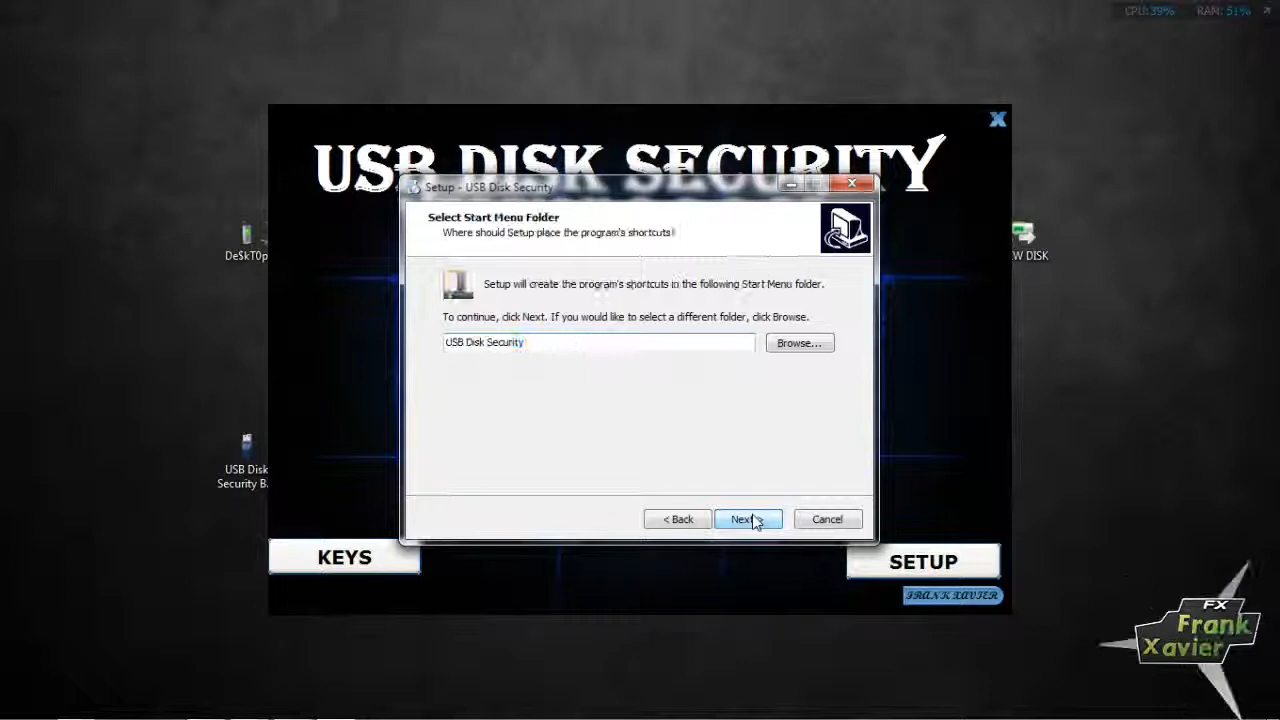 CPU:39% RAM: 51%
USB DISK SECURITY
Setup - USB Disk Security
Select Start Menu Folder
Where should Setup place the program's shortcuts?
Setup will create the program's shortcuts in the following Start Menu folder.
To continue, click Next. If you would like to select a different folder, click Browse.
USB Disk Security
Browse...
DeSkT0p
W DISK
USB Disk
Security B.
< Back
Next >
Cancel
KEYS
SETUP
FRANK XAVIER
FX
Frank
Xavier